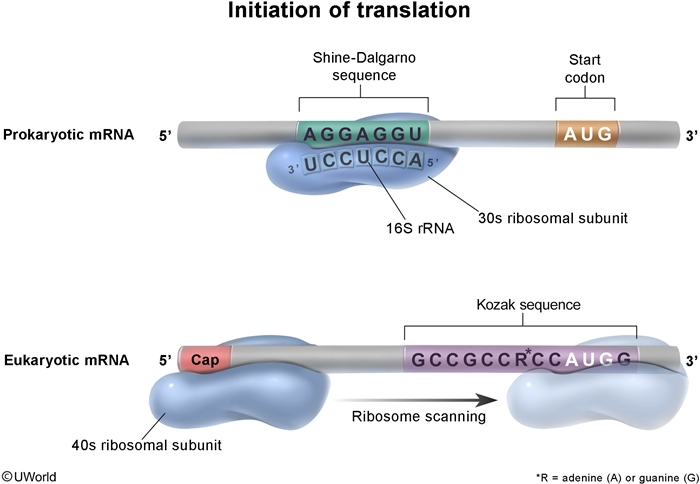 Initiation of translation
Shine-Dalgarno
sequence
Start
codon
Prokaryotic mRNA 5' AGGAGGU AUG 3'
3' UCCUCCA 5'
16S rRNA
30s ribosomal subunit
Kozak sequence
Eukaryotic mRNA 5' Cap GCCGCCR*CCAUGG 3'
Ribosome scanning
40s ribosomal subunit
©UWorld
*R = adenine (A) or guanine (G)